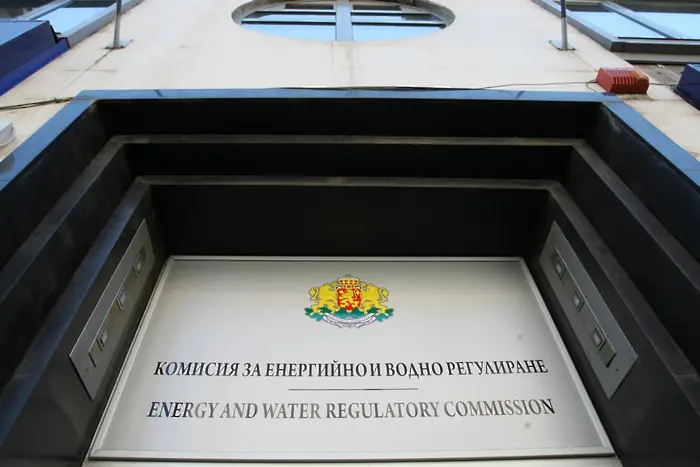 КОМИСИЯ ЗА ЕНЕРГИЙНО И ВОДНО РЕГУЛИРАНЕ
ENERGY AND WATER REGULATORY COMMISSION